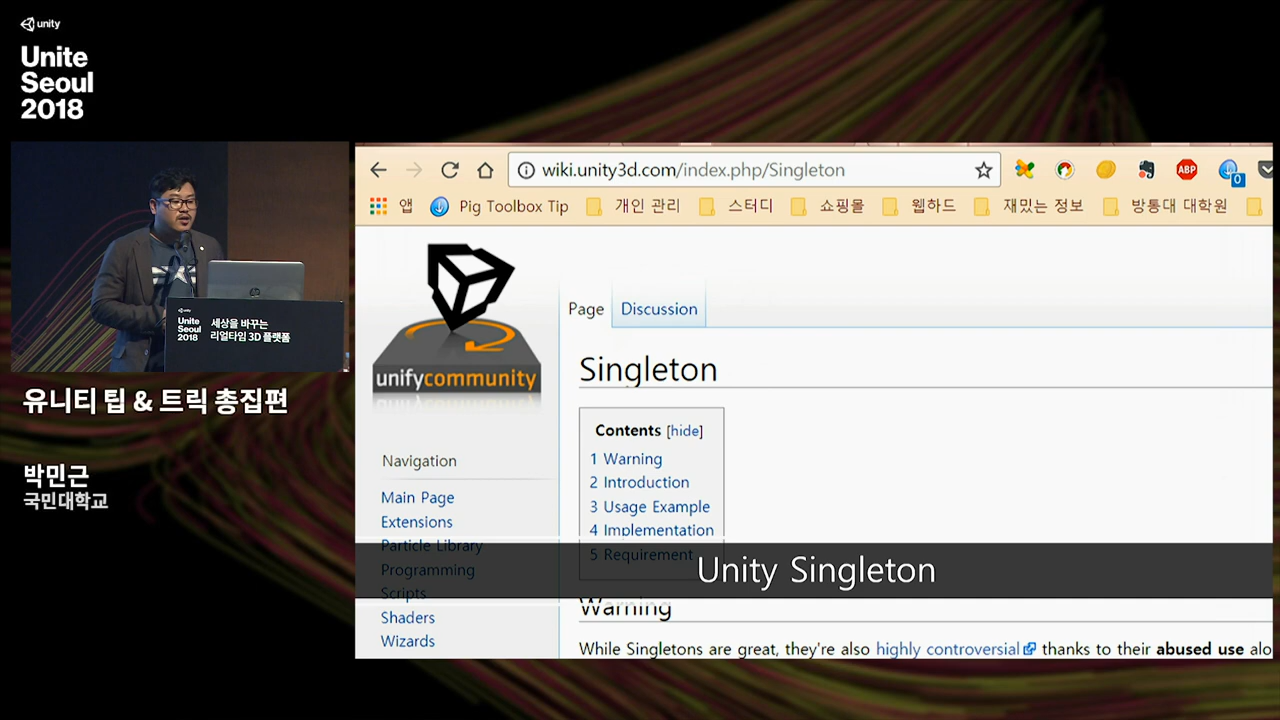 unity
Unite
Seoul
2018
unity
Unite
Seoul
2018
세상을 바꾸는
리얼타임 3D 플랫폼
유니티 팁 & 트릭 총집편
박민근
국민대학교
wiki.unity3d.com/index.php/Singleton
ABP
0
앱
Pig Toolbox Tip
개인 관리
스터디
쇼핑몰
웹하드
재밌는 정보
방통대 대학원
unifycommunity
Page
Discussion
Singleton
Contents [hide]
1 Warning
2 Introduction
3 Usage Example
4 Implementation
5 Requirement
Navigation
Main Page
Extensions
Particle Library
Programming
Scripts
Shaders
Wizards
Unity Singleton
Warning
While Singletons are great, they're also highly controversial thanks to their abused use alo